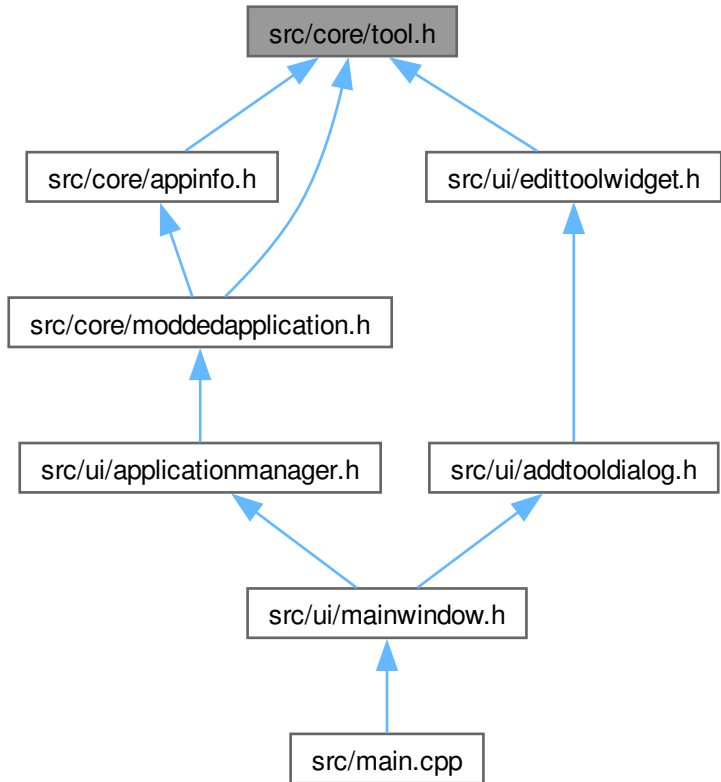 src/core/tool.h
src/core/appinfo.h
src/ui/edittoolwidget.h
src/core/moddedapplication.h
src/ui/applicationmanager.h
src/ui/addtooldialog.h
src/ui/mainwindow.h
src/main.cpp